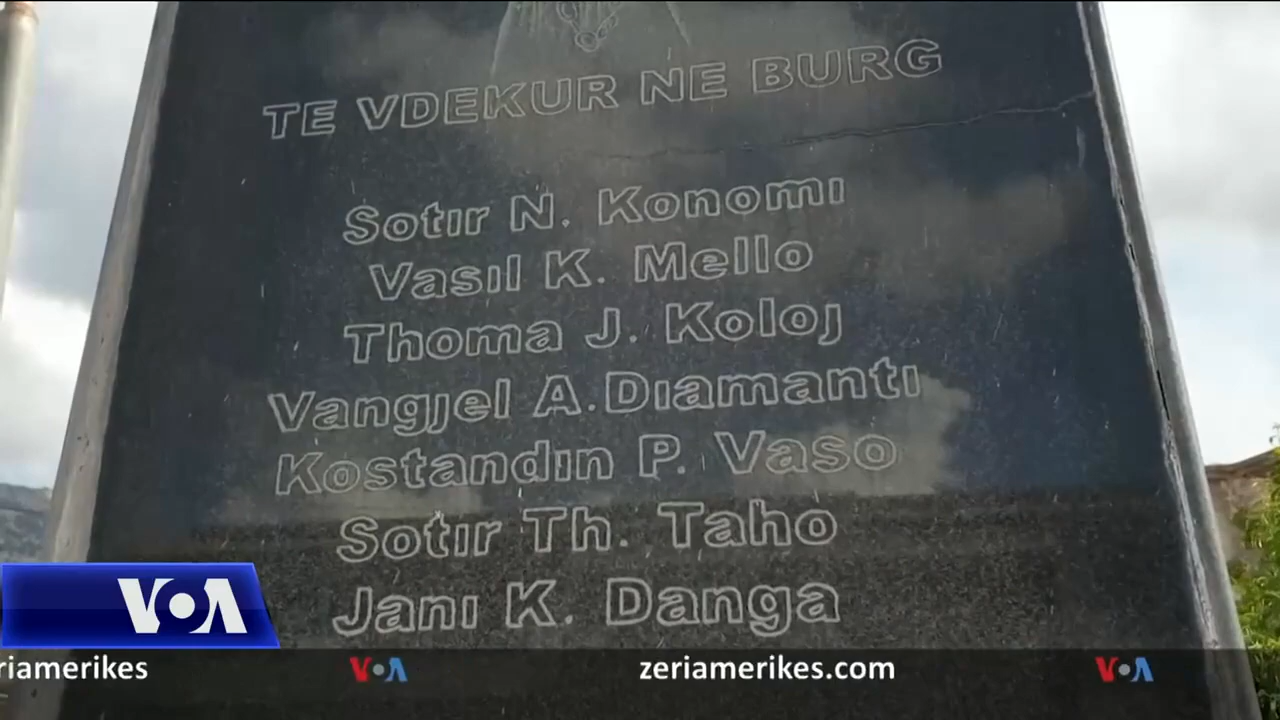 TE VDEKUR NE BURG
Sotir N. Konomi
Vasil K. Mello
Thoma J. Koloj
Vangjel A.Diamanti
Kostandin P. Vaso
Sotir Th. Taho
Jani K. Danga
VOA
riamerikes VOA zeriamerikes.com VOA